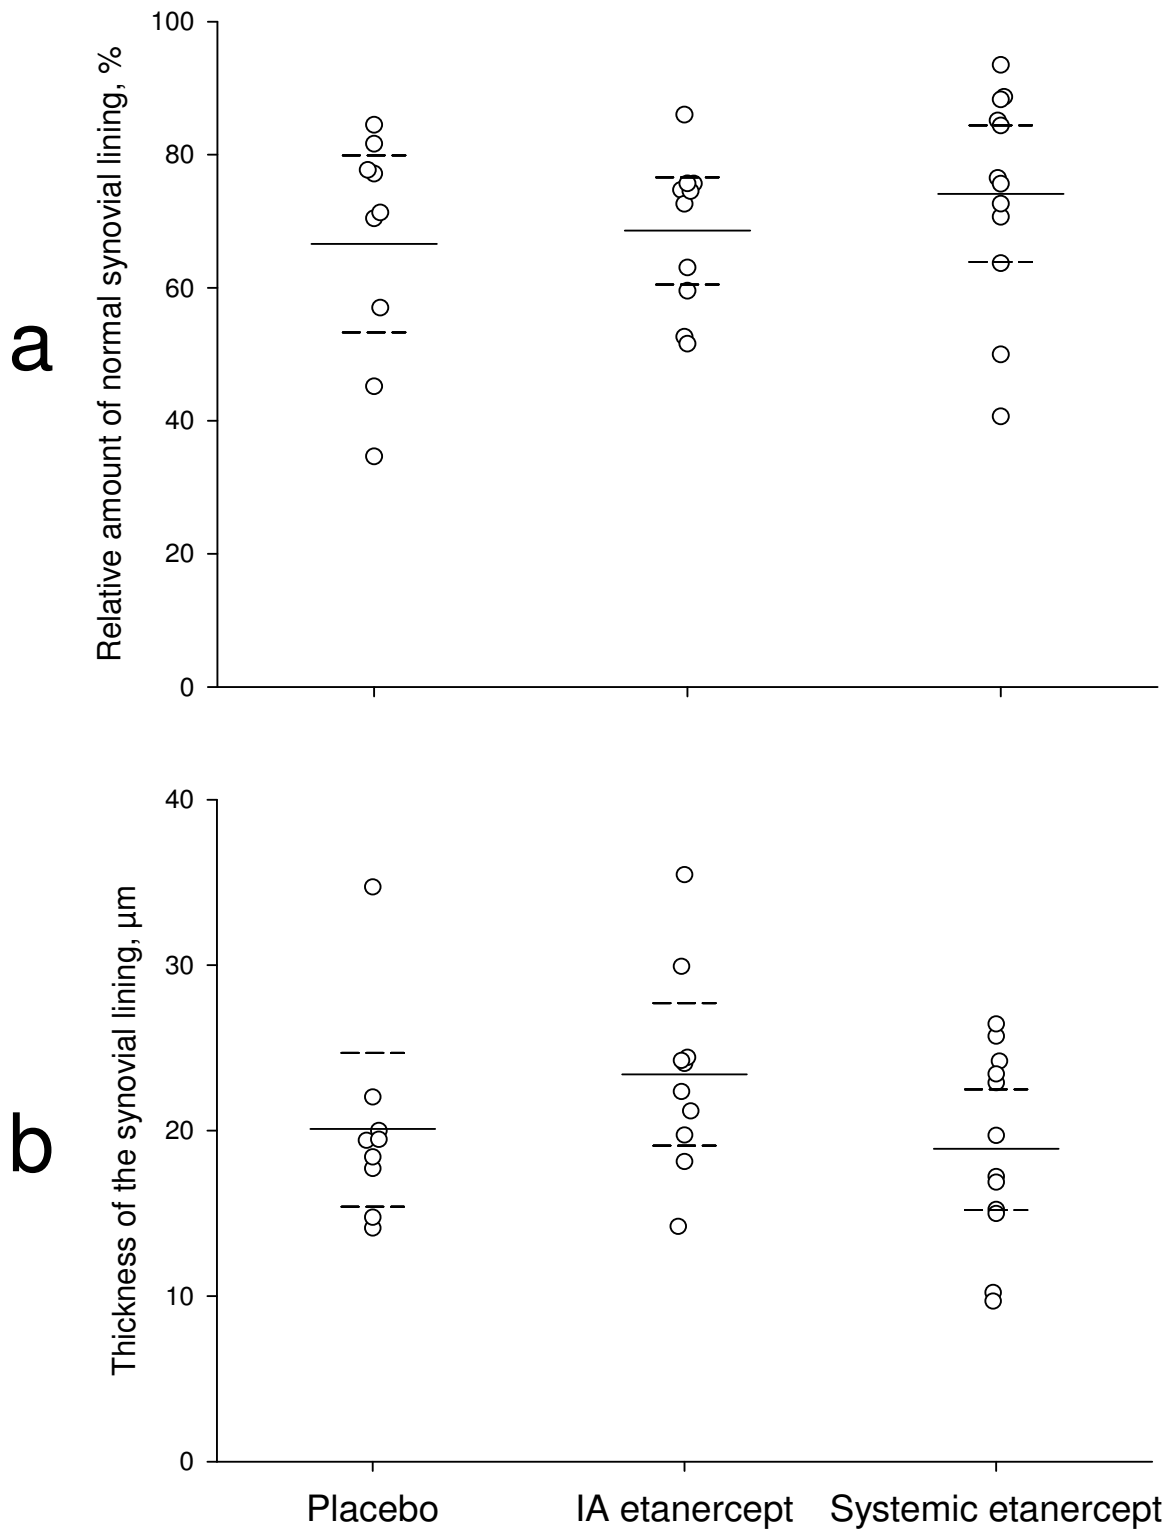 a
Relative amount of normal synovial lining, %
100
80
60
40
20
0
b
Thickness of the synovial lining, µm
40
30
20
10
0
Placebo
IA etanercept
Systemic etanercept